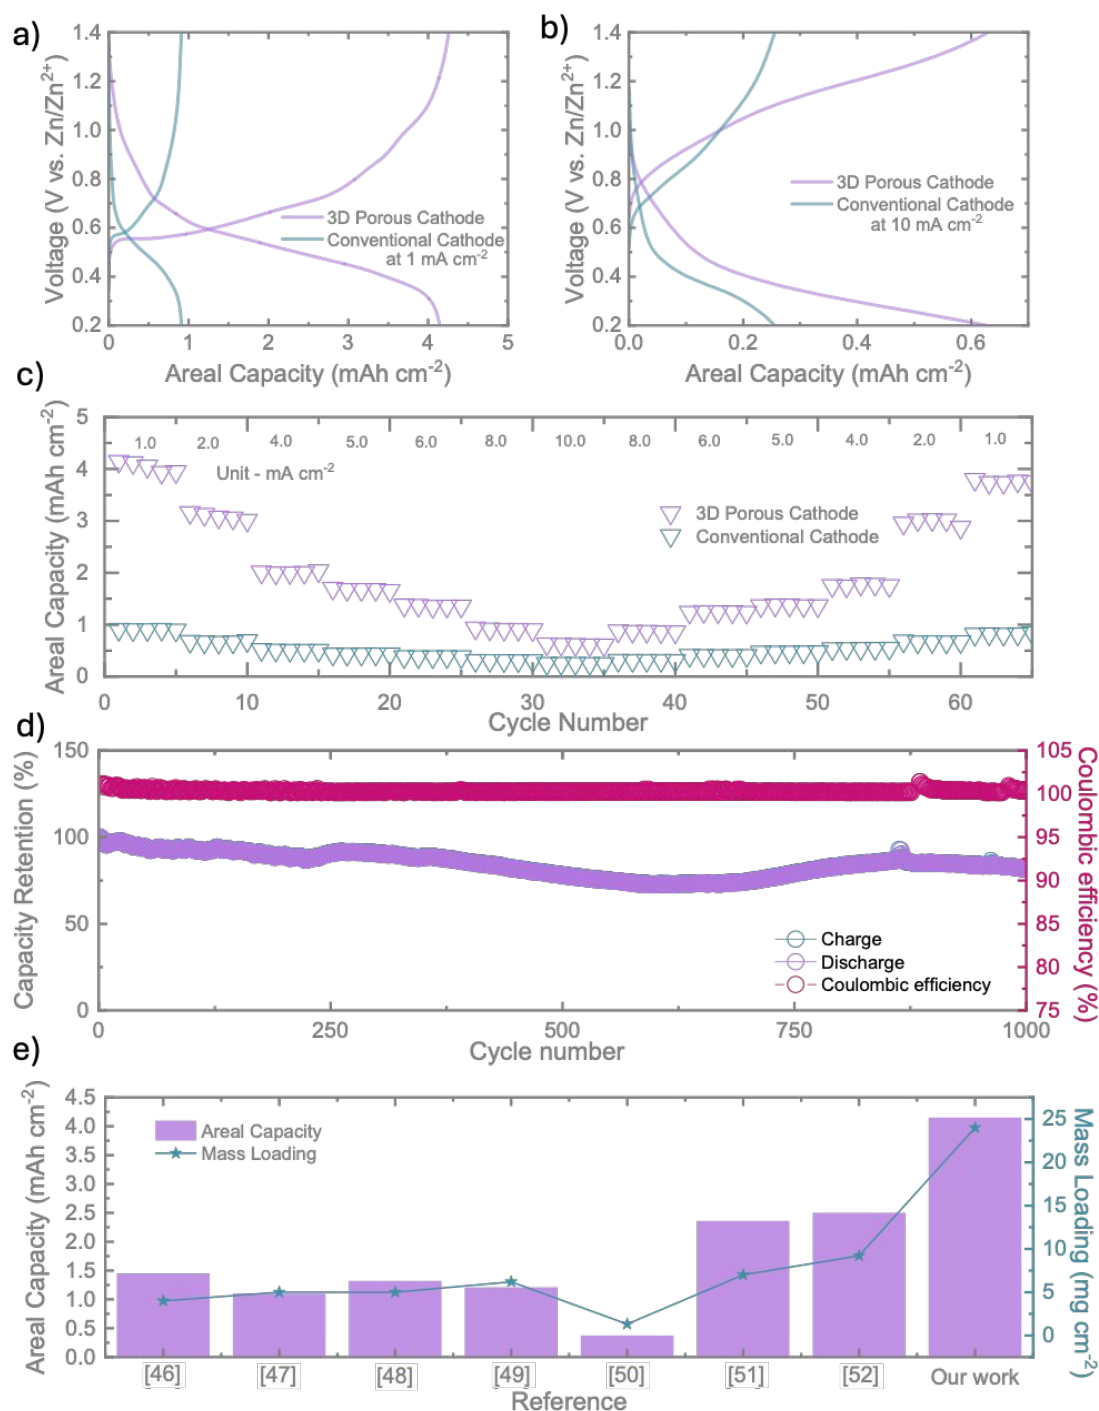 a)
1.4
1.2
1.0
0.8
0.6
0.4
0.2
Voltage (V vs. Zn/Zn2+)
3D Porous Cathode
Conventional Cathode
at 1 mA cm-2
0 1 2 3 4 5
Areal Capacity (mAh cm-2)
b)
1.4
1.2
1.0
0.8
0.6
0.4
0.2
Voltage (V vs. Zn/Zn2+)
3D Porous Cathode
Conventional Cathode
at 10 mA cm-2
0.0 0.2 0.4 0.6
Areal Capacity (mAh cm-2)
c)
5
4
3
2
1
0
Areal Capacity (mAh cm-2)
1.0 2.0 4.0 5.0 6.0 8.0 10.0 8.0 6.0 5.0 4.0 2.0 1.0
Unit - mA cm-2
3D Porous Cathode
Conventional Cathode
0 10 20 30 40 50 60
Cycle Number
d)
150
100
50
0
Capacity Retention (%)
Charge
Discharge
Coulombic efficiency
105
100
95
90
85
80
75
Coulombic efficiency (%)
0 250 500 750 1000
Cycle number
e)
4.5
4.0
3.5
3.0
2.5
2.0
1.5
1.0
0.5
0.0
Areal Capacity (mAh cm-2)
Areal Capacity
Mass Loading
25
20
15
10
5
0
Mass Loading (mg cm-2)
[46] [47] [48] [49] [50] [51] [52] Our work
Reference